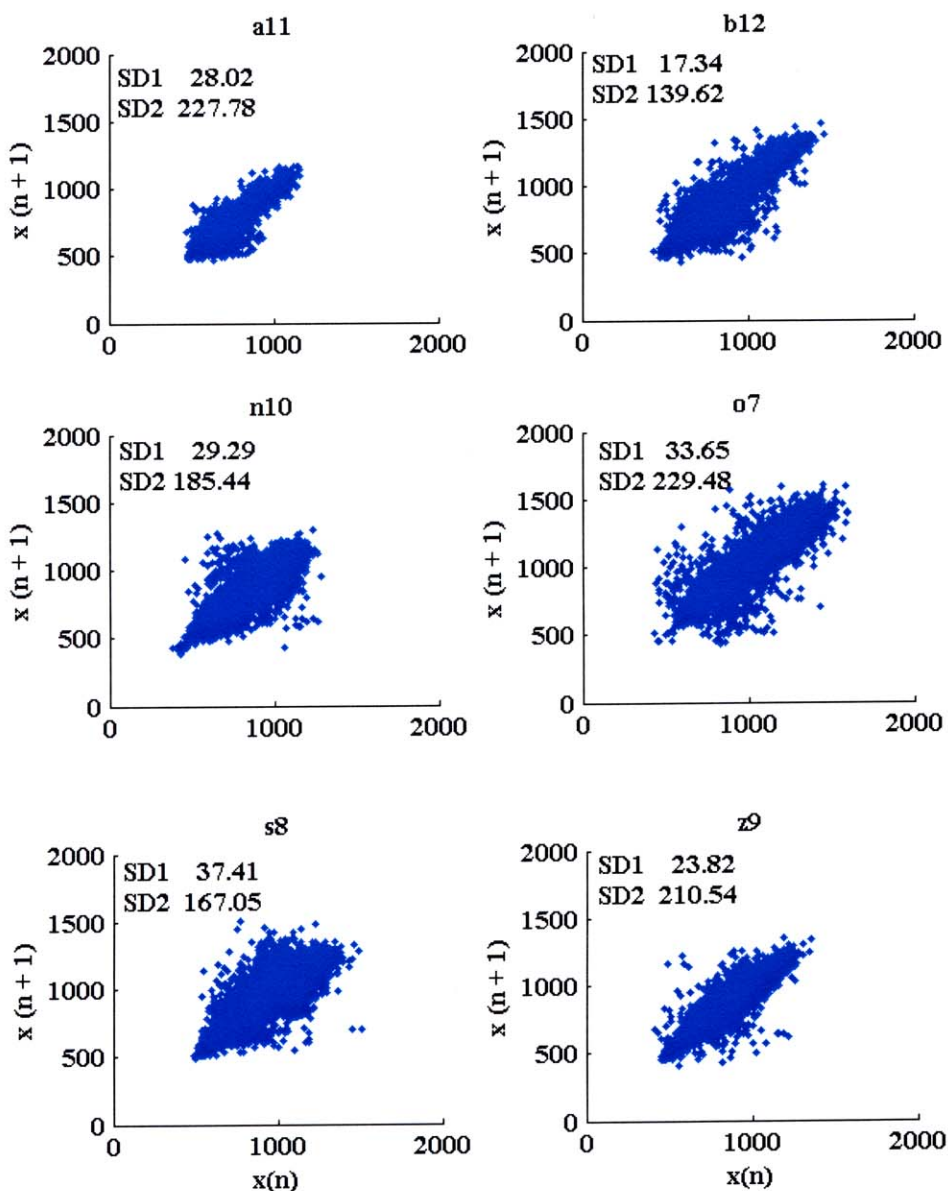 a11
2000
SD1 28.02
SD2 227.78
1500
x (n + 1)
1000
500
0
0 1000 2000
b12
2000
SD1 17.34
SD2 139.62
1500
x (n + 1)
1000
500
0
0 1000 2000
n10
2000
SD1 29.29
SD2 185.44
1500
x (n + 1)
1000
500
0
0 1000 2000
o7
2000
SD1 33.65
SD2 229.48
1500
x (n + 1)
1000
500
0
0 1000 2000
s8
2000
SD1 37.41
SD2 167.05
1500
x (n + 1)
1000
500
0
0 1000 2000
x(n)
z9
2000
SD1 23.82
SD2 210.54
1500
x (n + 1)
1000
500
0
0 1000 2000
x(n)